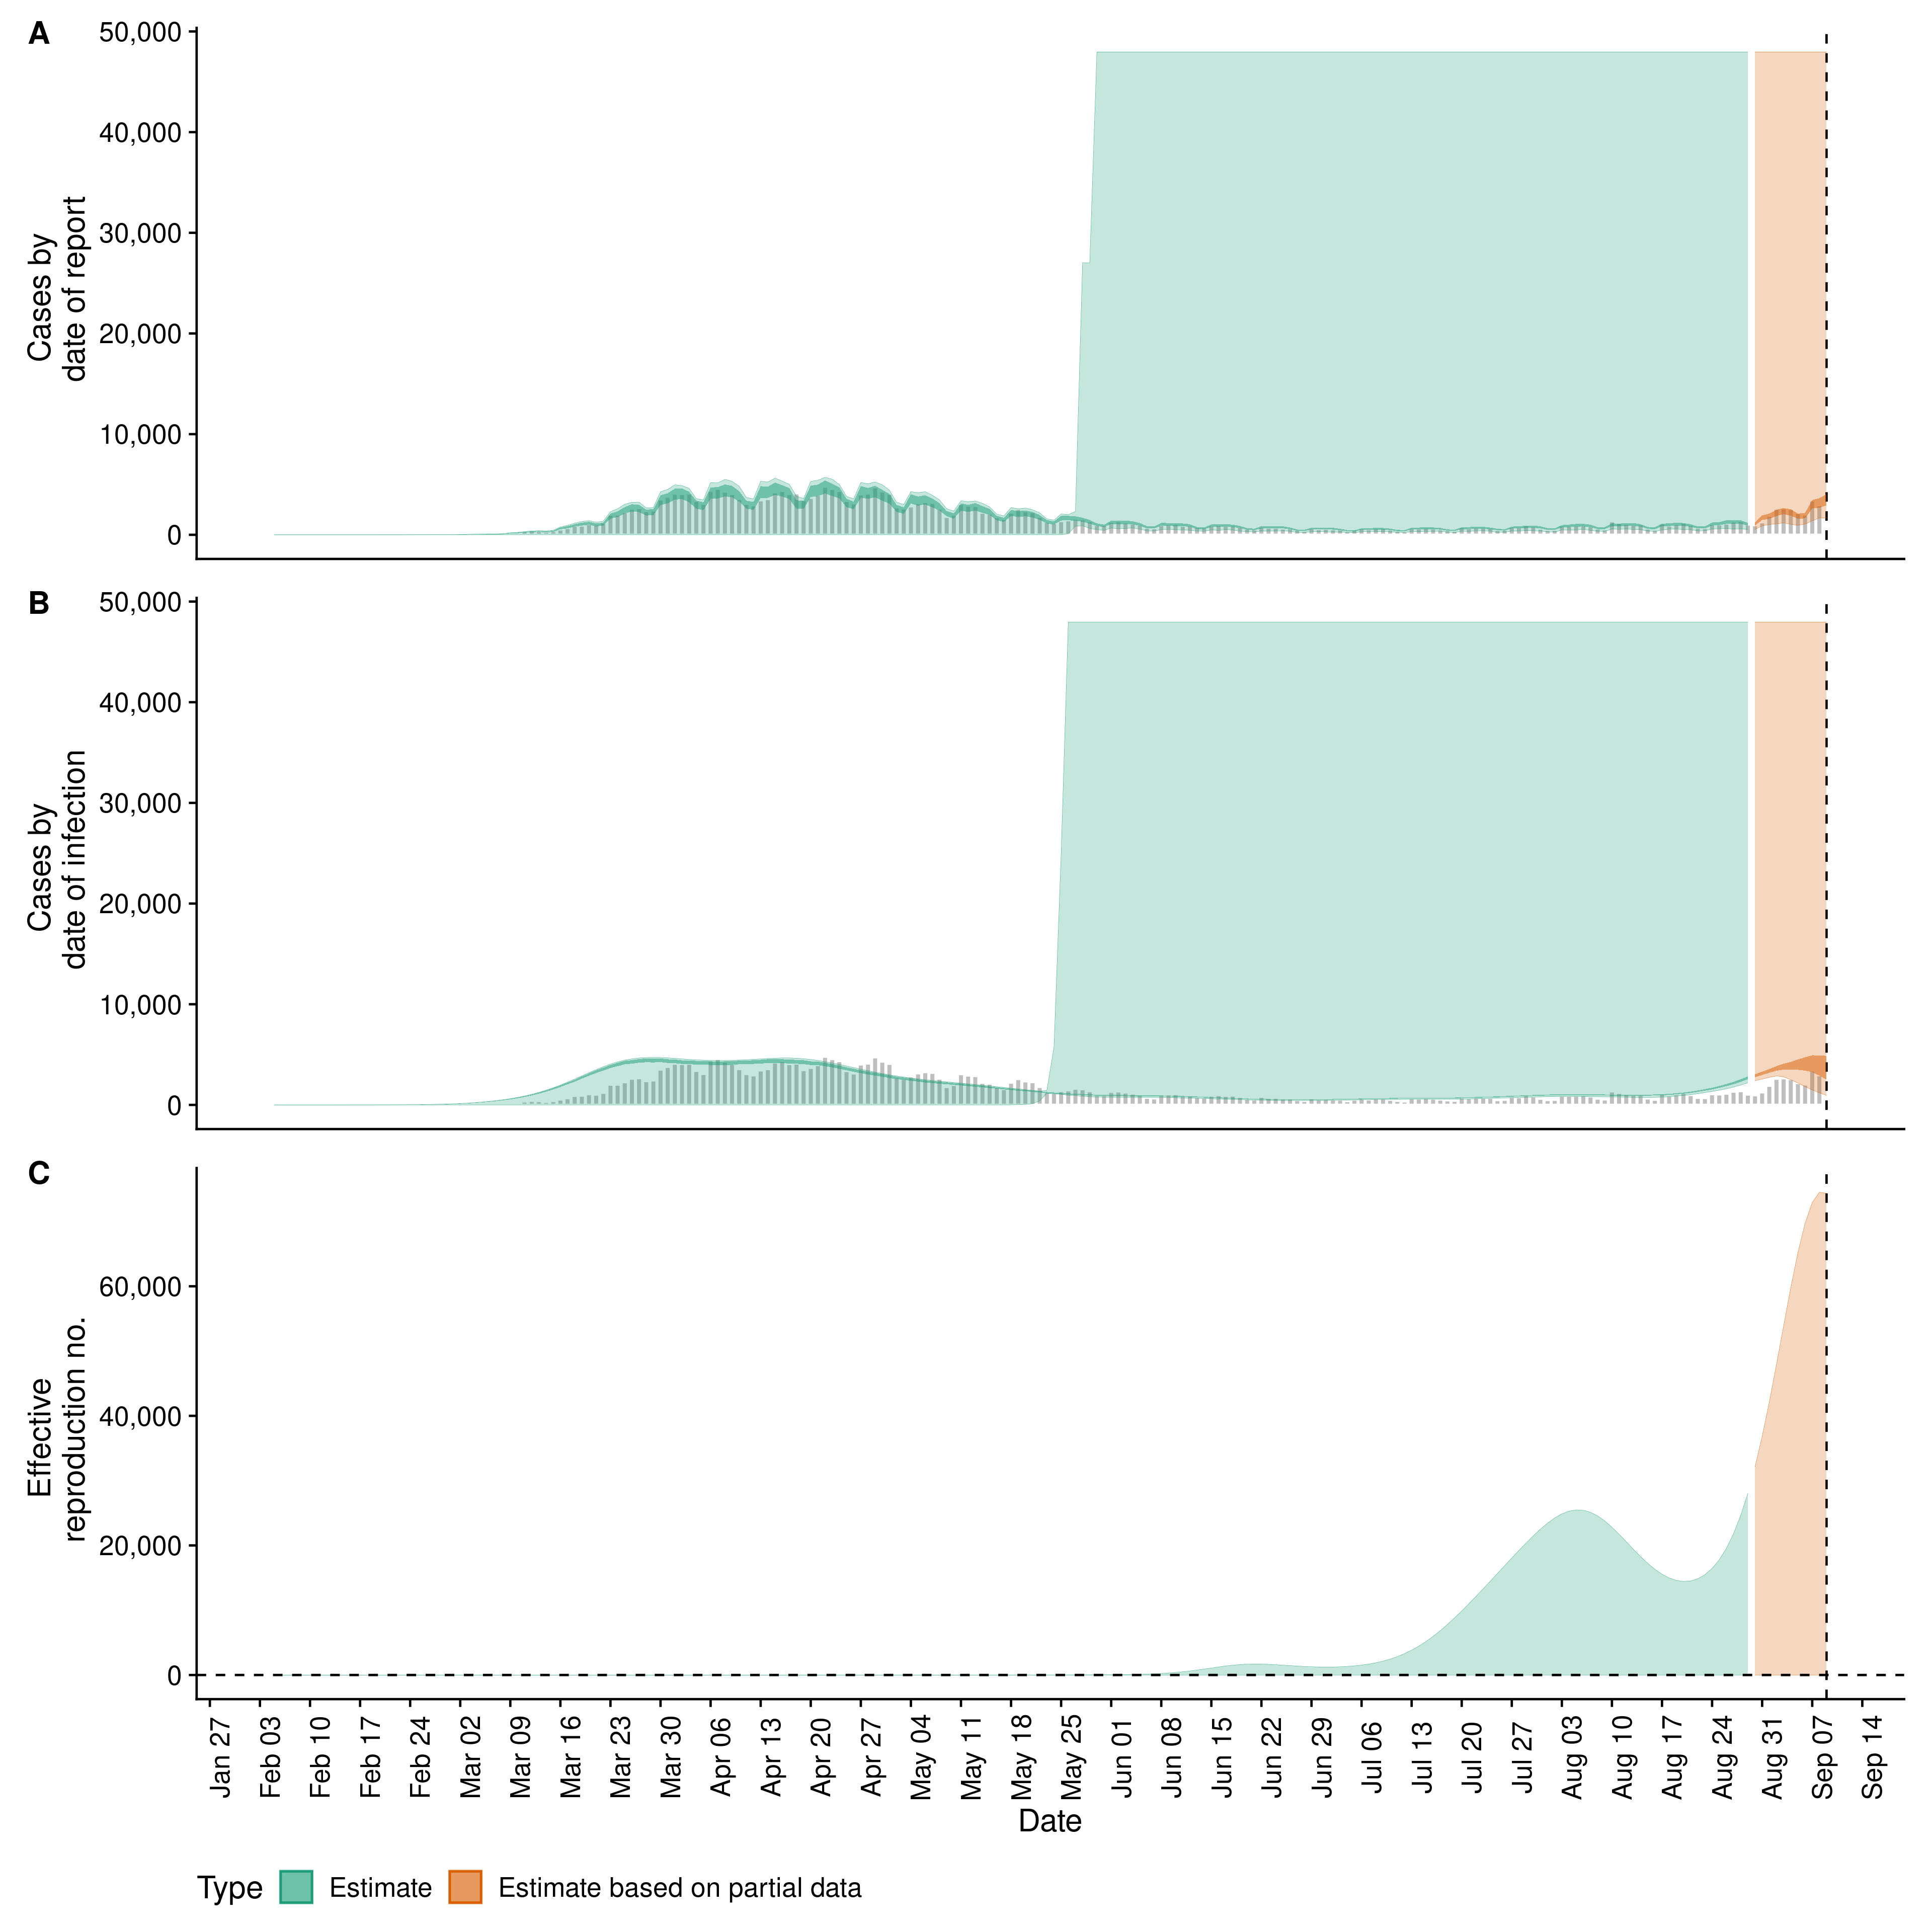 A
50,000
40,000
30,000
20,000
10,000
0
Cases by
date of report
B
50,000
40,000
30,000
20,000
10,000
0
Cases by
date of infection
C
60,000
40,000
20,000
0
Effective
reproduction no.
Jan 27
Feb 03
Feb 10
Feb 17
Feb 24
Mar 02
Mar 09
Mar 16
Mar 23
Mar 30
Apr 06
Apr 13
Apr 20
Apr 27
May 04
May 11
May 18
May 25
Jun 01
Jun 08
Jun 15
Jun 22
Jun 29
Jul 06
Jul 13
Jul 20
Jul 27
Aug 03
Aug 10
Aug 17
Aug 24
Aug 31
Sep 07
Sep 14
Date
Type Estimate Estimate based on partial data